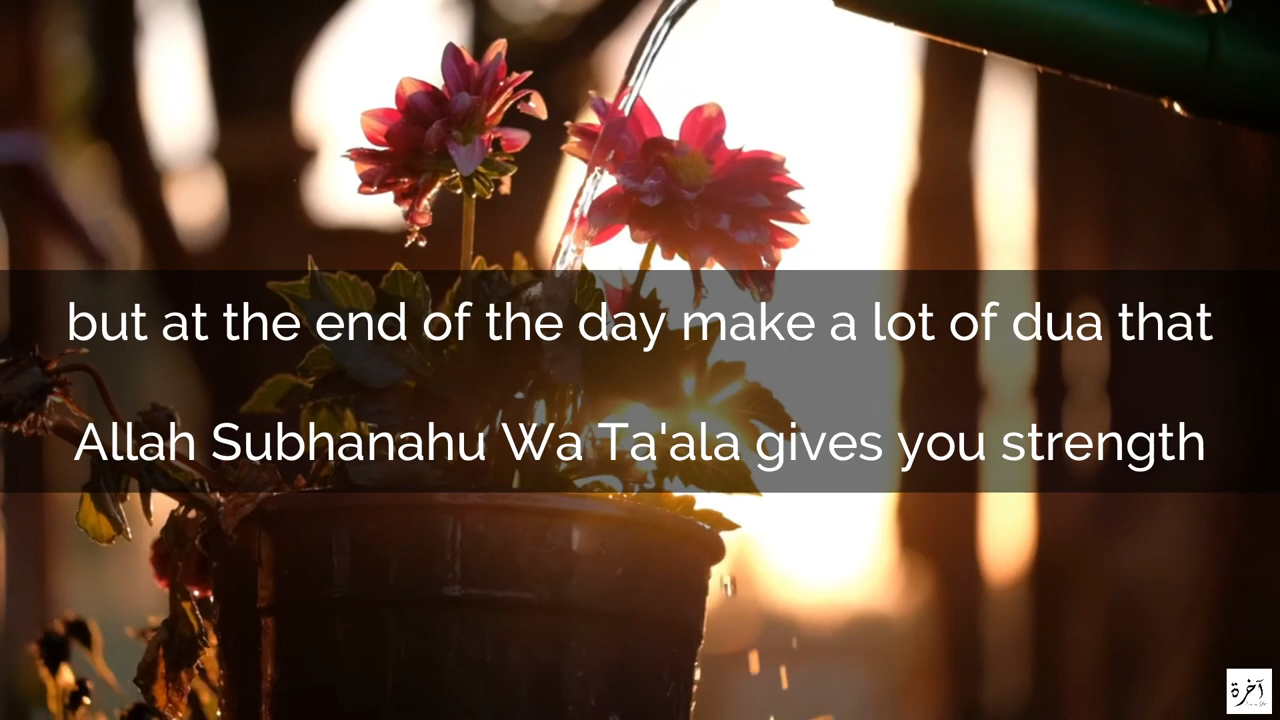 but at the end of the day make a lot of dua that
Allah Subhanahu Wa Ta'ala gives you strength
آخرة